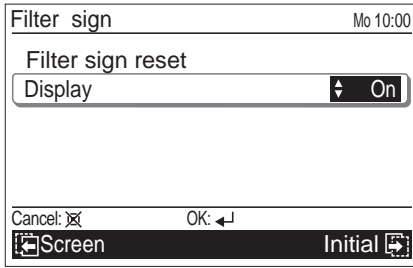 Filter sign Mo 10:00
Filter sign reset
Display On
Cancel: OK:
Screen Initial